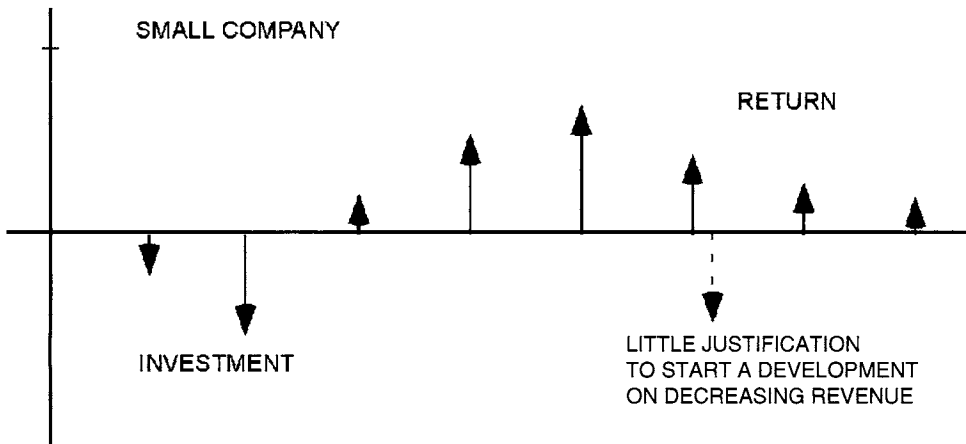 SMALL COMPANY
RETURN
INVESTMENT
LITTLE JUSTIFICATION
TO START A DEVELOPMENT
ON DECREASING REVENUE